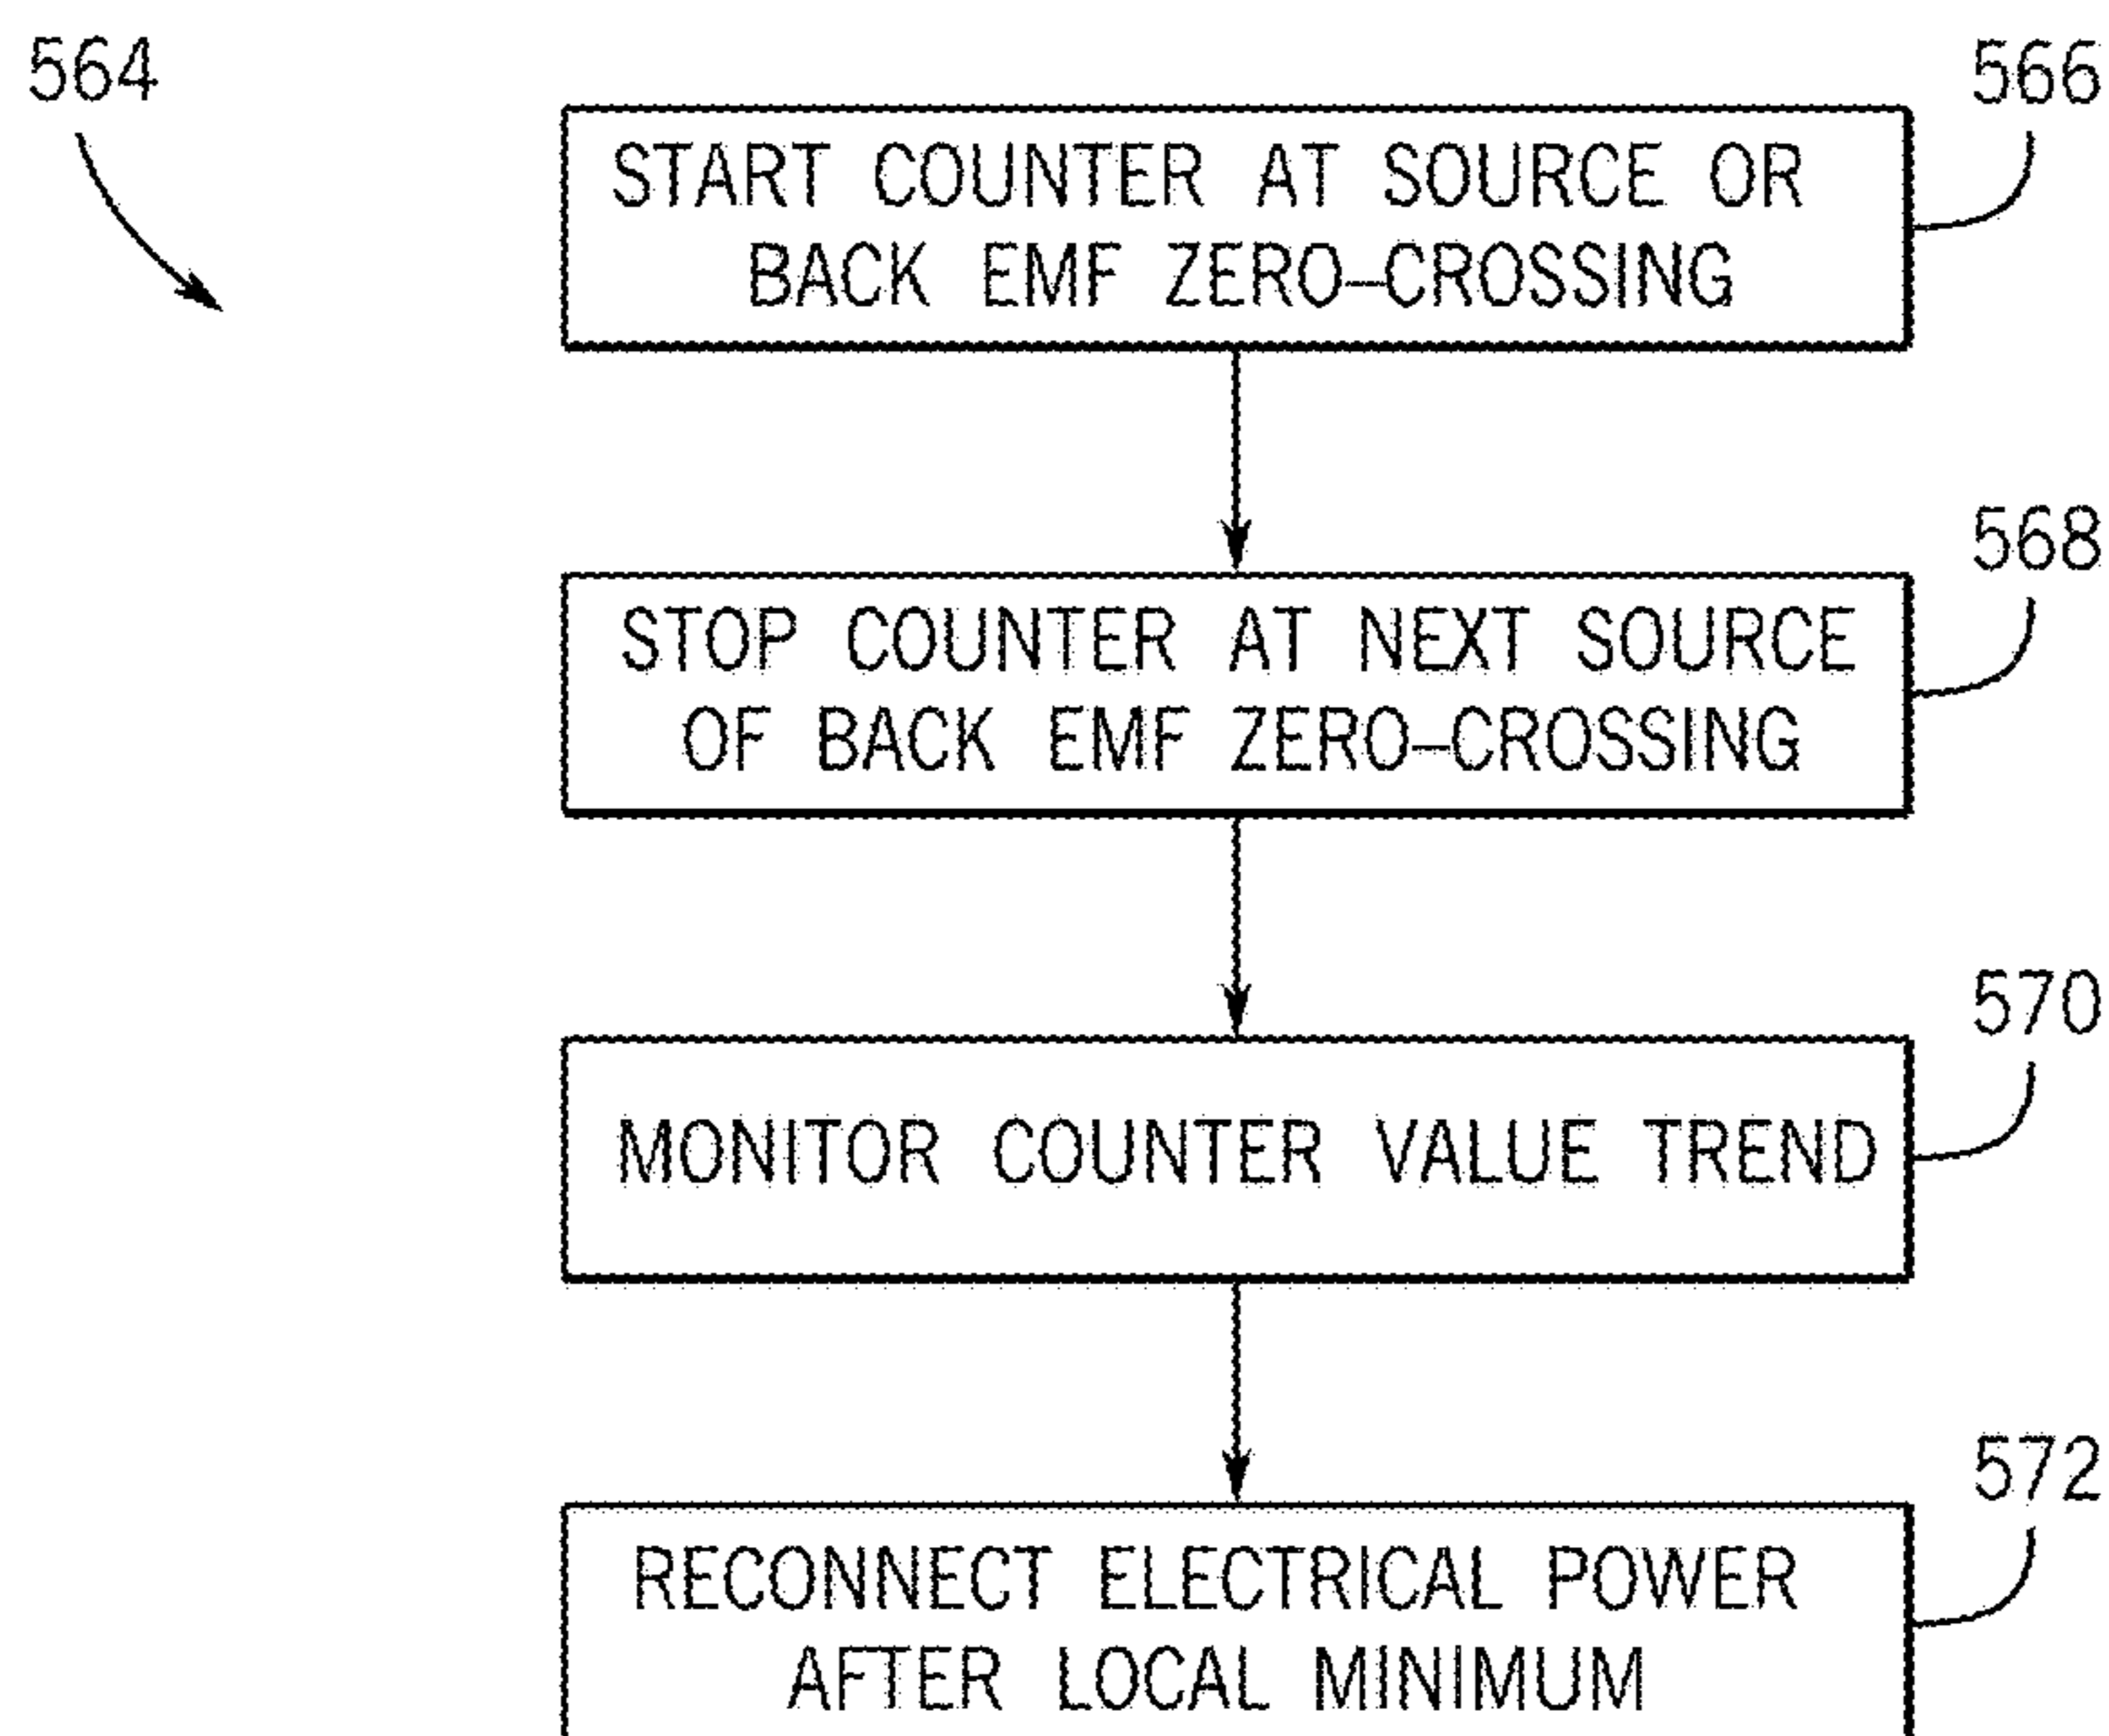 564
566
START COUNTER AT SOURCE OR
BACK EMF ZERO–CROSSING
568
STOP COUNTER AT NEXT SOURCE
OF BACK EMF ZERO–CROSSING
570
MONITOR COUNTER VALUE TREND
572
RECONNECT ELECTRICAL POWER
AFTER LOCAL MINIMUM